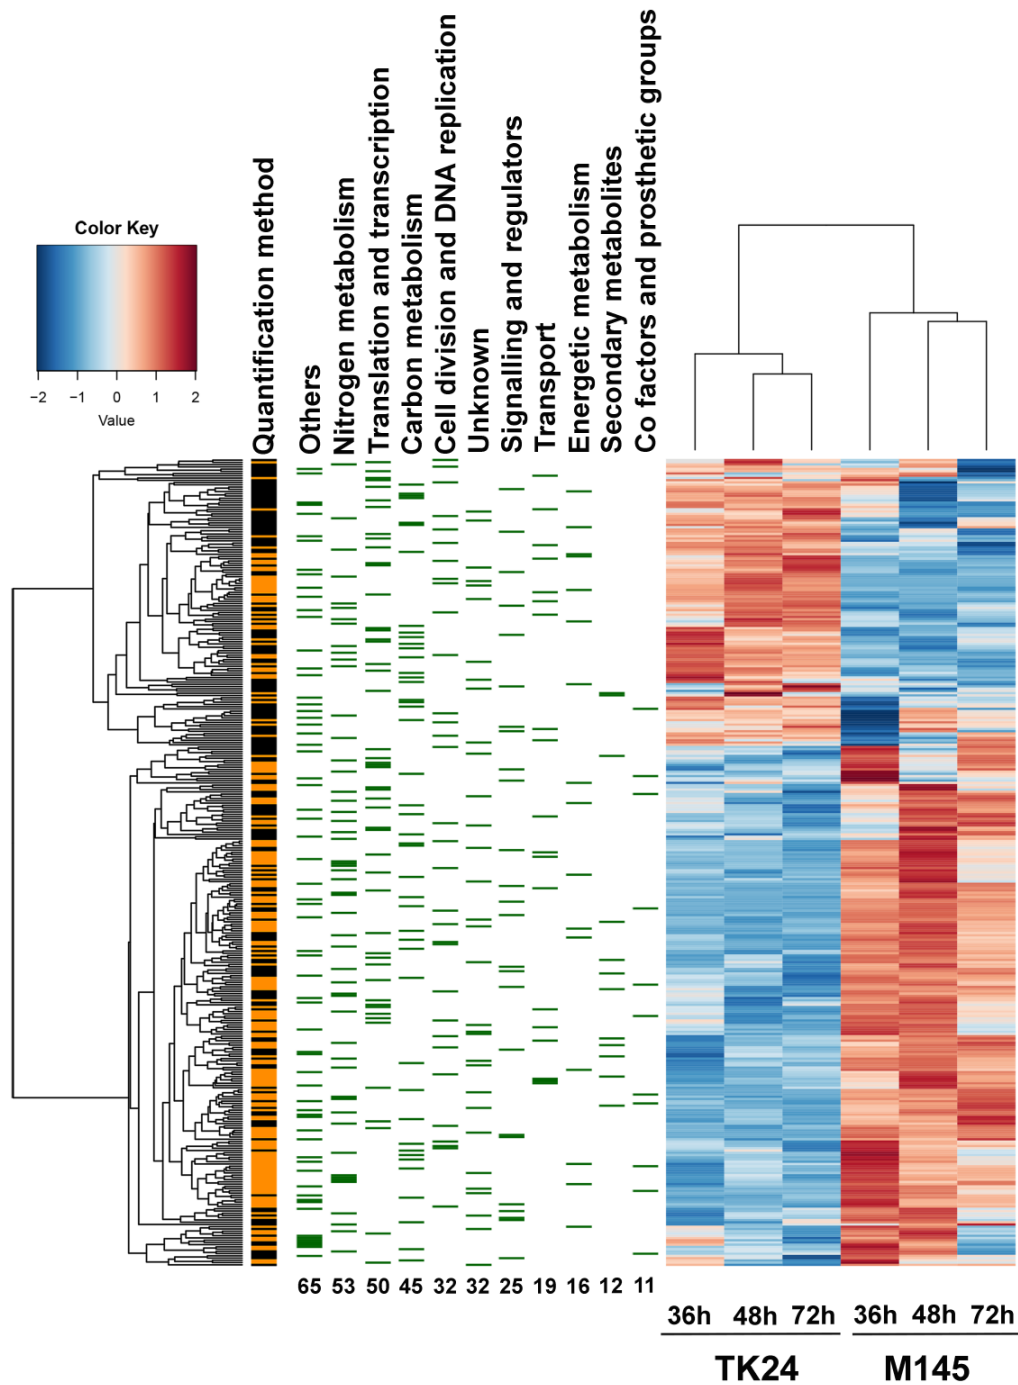 Color Key
−2 −1 0 1 2
Value
Quantification method
Others
Nitrogen metabolism
Translation and transcription
Carbon metabolism
Cell division and DNA replication
Unknown
Signalling and regulators
Transport
Energetic metabolism
Secondary metabolites
Co factors and prosthetic groups
65 53 50 45 32 32 25 19 16 12 11
36h 48h 72h 36h 48h 72h
TK24 M145